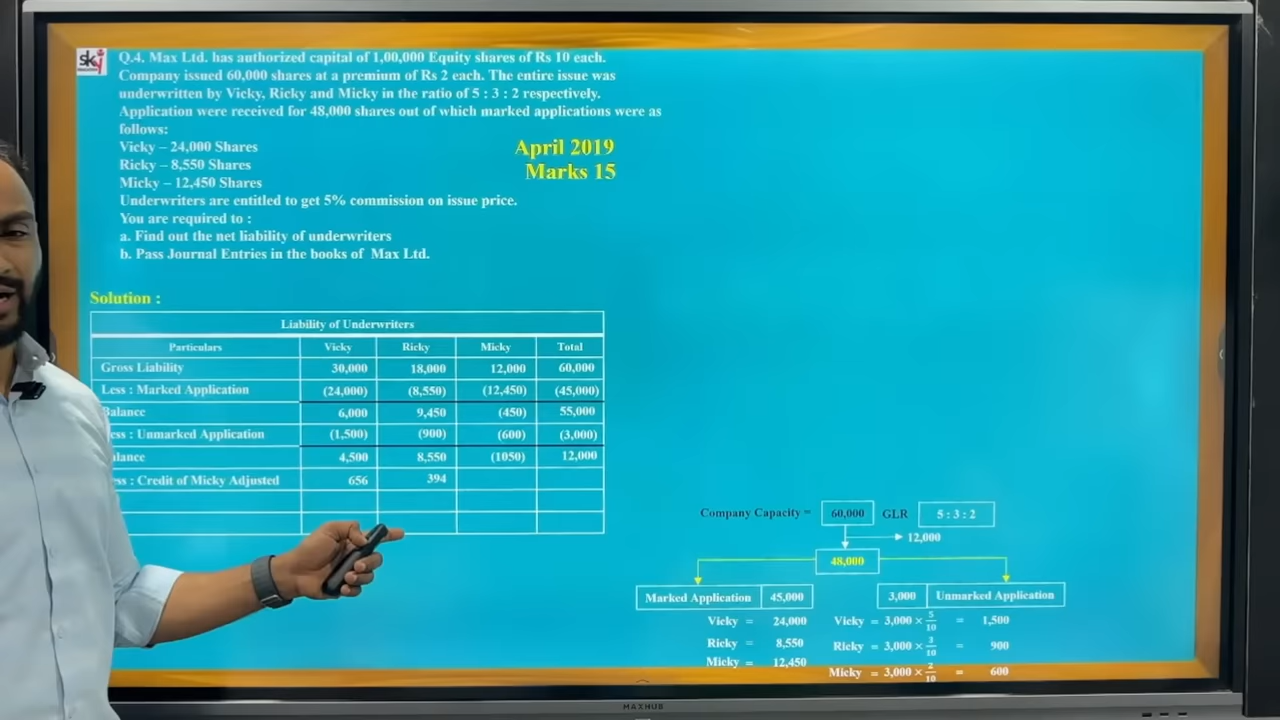 sky
Q.4. Max Ltd. has authorized capital of 1,00,000 Equity shares of Rs 10 each.
Company issued 60,000 shares at a premium of Rs 2 each. The entire issue was
underwritten by Vicky, Ricky and Micky in the ratio of 5 : 3 : 2 respectively.
Application were received for 48,000 shares out of which marked applications were as
follows:
Vicky – 24,000 Shares
Ricky – 8,550 Shares
Micky – 12,450 Shares
April 2019
Marks 15
Underwriters are entitled to get 5% commission on issue price.
You are required to :
a. Find out the net liability of underwriters
b. Pass Journal Entries in the books of Max Ltd.
Solution :
Liability of Underwriters
Particulars Vicky Ricky Micky Total
Gross Liability 30,000 18,000 12,000 60,000
Less : Marked Application (24,000) (8,550) (12,450) (45,000)
Balance 6,000 9,450 (450) 55,000
ess : Unmarked Application (1,500) (900) (600) (3,000)
lance 4,500 8,550 (1050) 12,000
ss : Credit of Micky Adjusted 656 394
Company Capacity = 60,000 GLR 5 : 3 : 2
12,000
48,000
Marked Application 45,000
Vicky = 24,000
Ricky = 8,550
Micky = 12,450
3,000 Unmarked Application
Vicky = 3,000 × 5/10 = 1,500
Ricky = 3,000 × 3/10 = 900
Micky = 3,000 × 2/10 = 600
MAXHUB